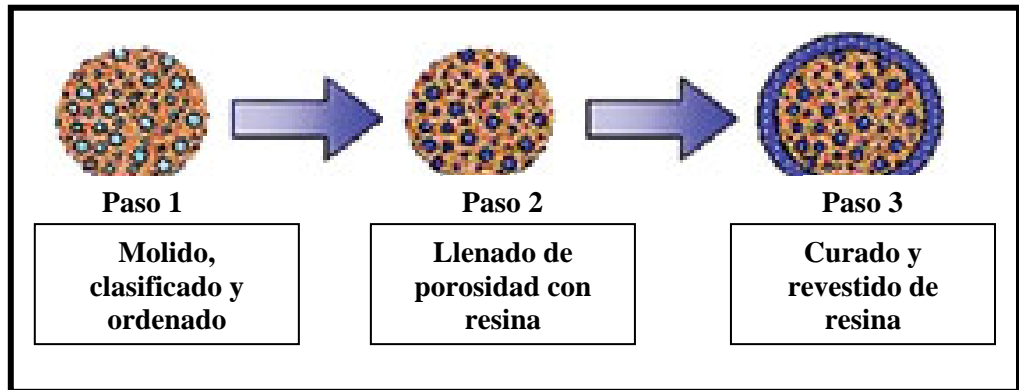 Paso 1
Molido,
clasificado y
ordenado
Paso 2
Llenado de
porosidad con
resina
Paso 3
Curado y
revestido de
resina